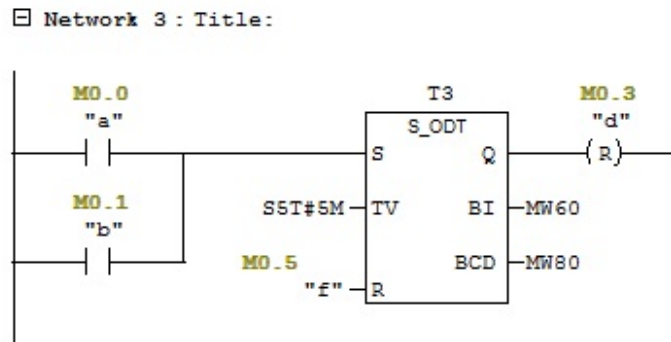 Network 3 : Title:
M0.0 T3 M0.3
"a" S_ODT "d"
S Q R
M0.1 S5T#5M TV BI MW60
"b"
M0.5 BCD MW80
"f" R